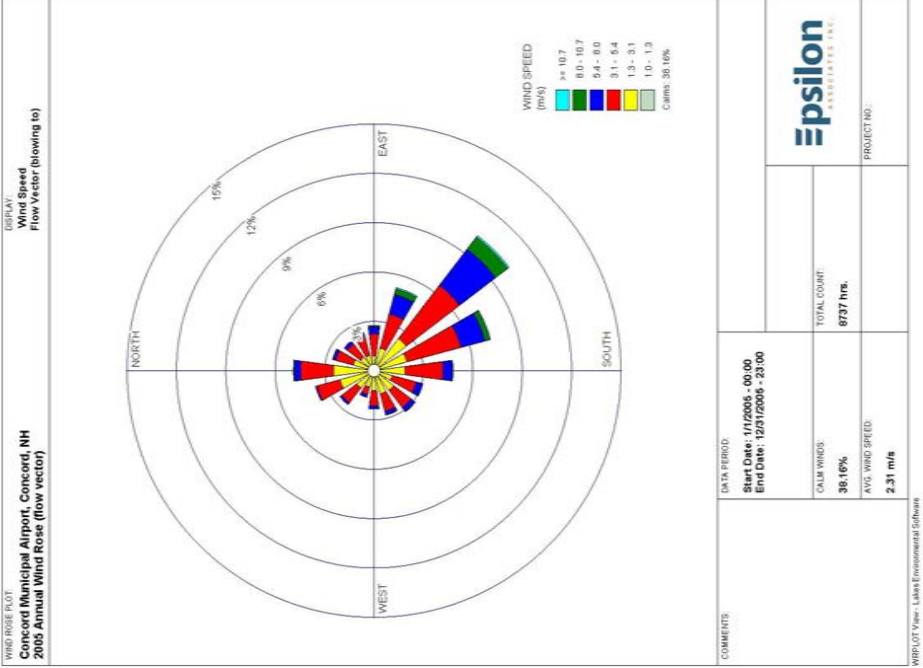 WIND ROSE PLOT:
Concord Municipal Airport, Concord, NH
2005 Annual Wind Rose (flow vector)
DISPLAY:
Wind Speed
Flow Vector (blowing to)
NORTH
15%
12%
9%
6%
3%
WEST
EAST
SOUTH
WIND SPEED
(m/s)
>= 10.7
8.0 - 10.7
5.4 - 8.0
3.1 - 5.4
1.3 - 3.1
1.0 - 1.3
Calms: 38.16%
COMMENTS:
DATA PERIOD:
Start Date: 1/1/2005 - 00:00
End Date: 12/31/2005 - 23:00
CALM WINDS:
38.16%
TOTAL COUNT:
8737 hrs.
AVG. WIND SPEED:
2.31 m/s
Epsilon
ASSOCIATES INC.
PROJECT NO.:
WRPLOT View - Lakes Environmental Software